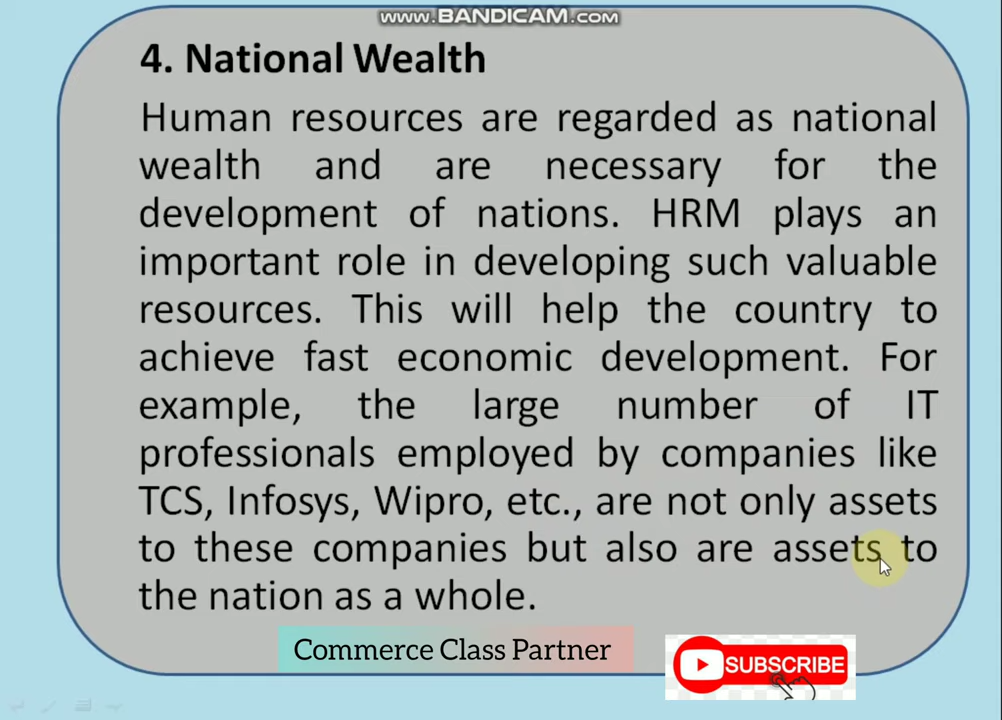 www.BANDICAM.com
4. National Wealth
Human resources are regarded as national
wealth and are necessary for the
development of nations. HRM plays an
important role in developing such valuable
resources. This will help the country to
achieve fast economic development. For
example, the large number of IT
professionals employed by companies like
TCS, Infosys, Wipro, etc., are not only assets
to these companies but also are assets to
the nation as a whole.
Commerce Class Partner
SUBSCRIBE